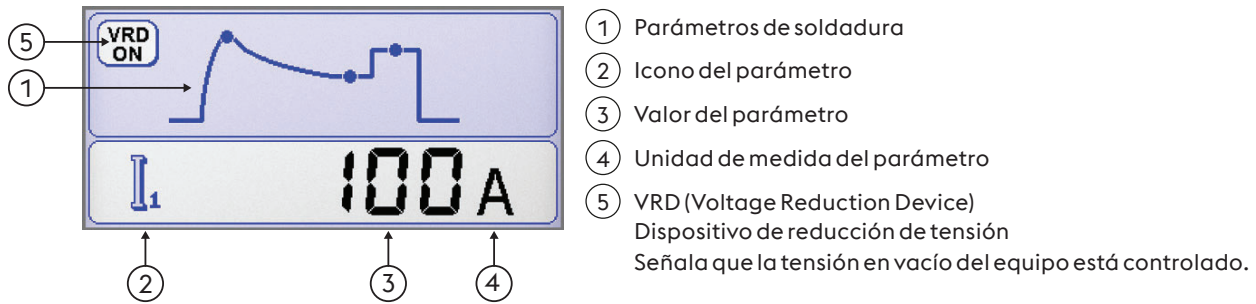 VRD
ON
5
1
I1
100 A
2
3
4
1 Parámetros de soldadura
2 Icono del parámetro
3 Valor del parámetro
4 Unidad de medida del parámetro
5 VRD (Voltage Reduction Device)
Dispositivo de reducción de tensión
Señala que la tensión en vacío del equipo está controlado.